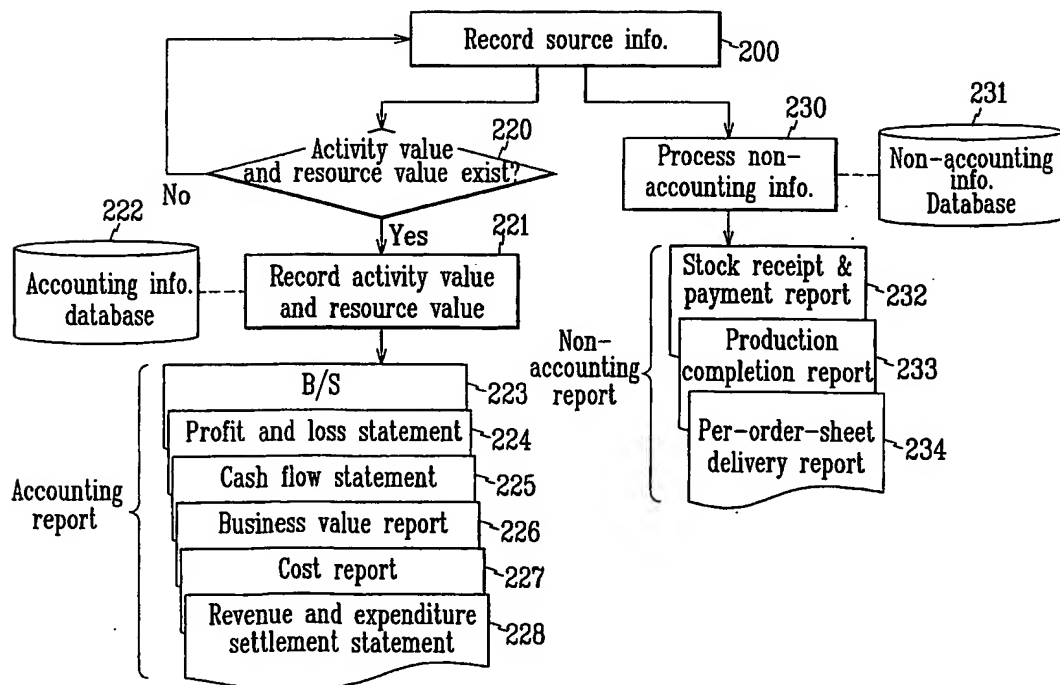 Record source info.
200
220
Activity value
and resource value exist?
No
Yes
230
Process non-
accounting info.
231
Non-accounting
info.
Database
222
Accounting info.
database
221
Record activity value
and resource value
Accounting
report
B/S
223
Profit and loss statement
224
Cash flow statement
225
Business value report
226
Cost report
227
Revenue and expenditure
settlement statement
228
Non-
accounting
report
Stock receipt &
payment report
232
Production
completion report
233
Per-order-sheet
delivery report
234